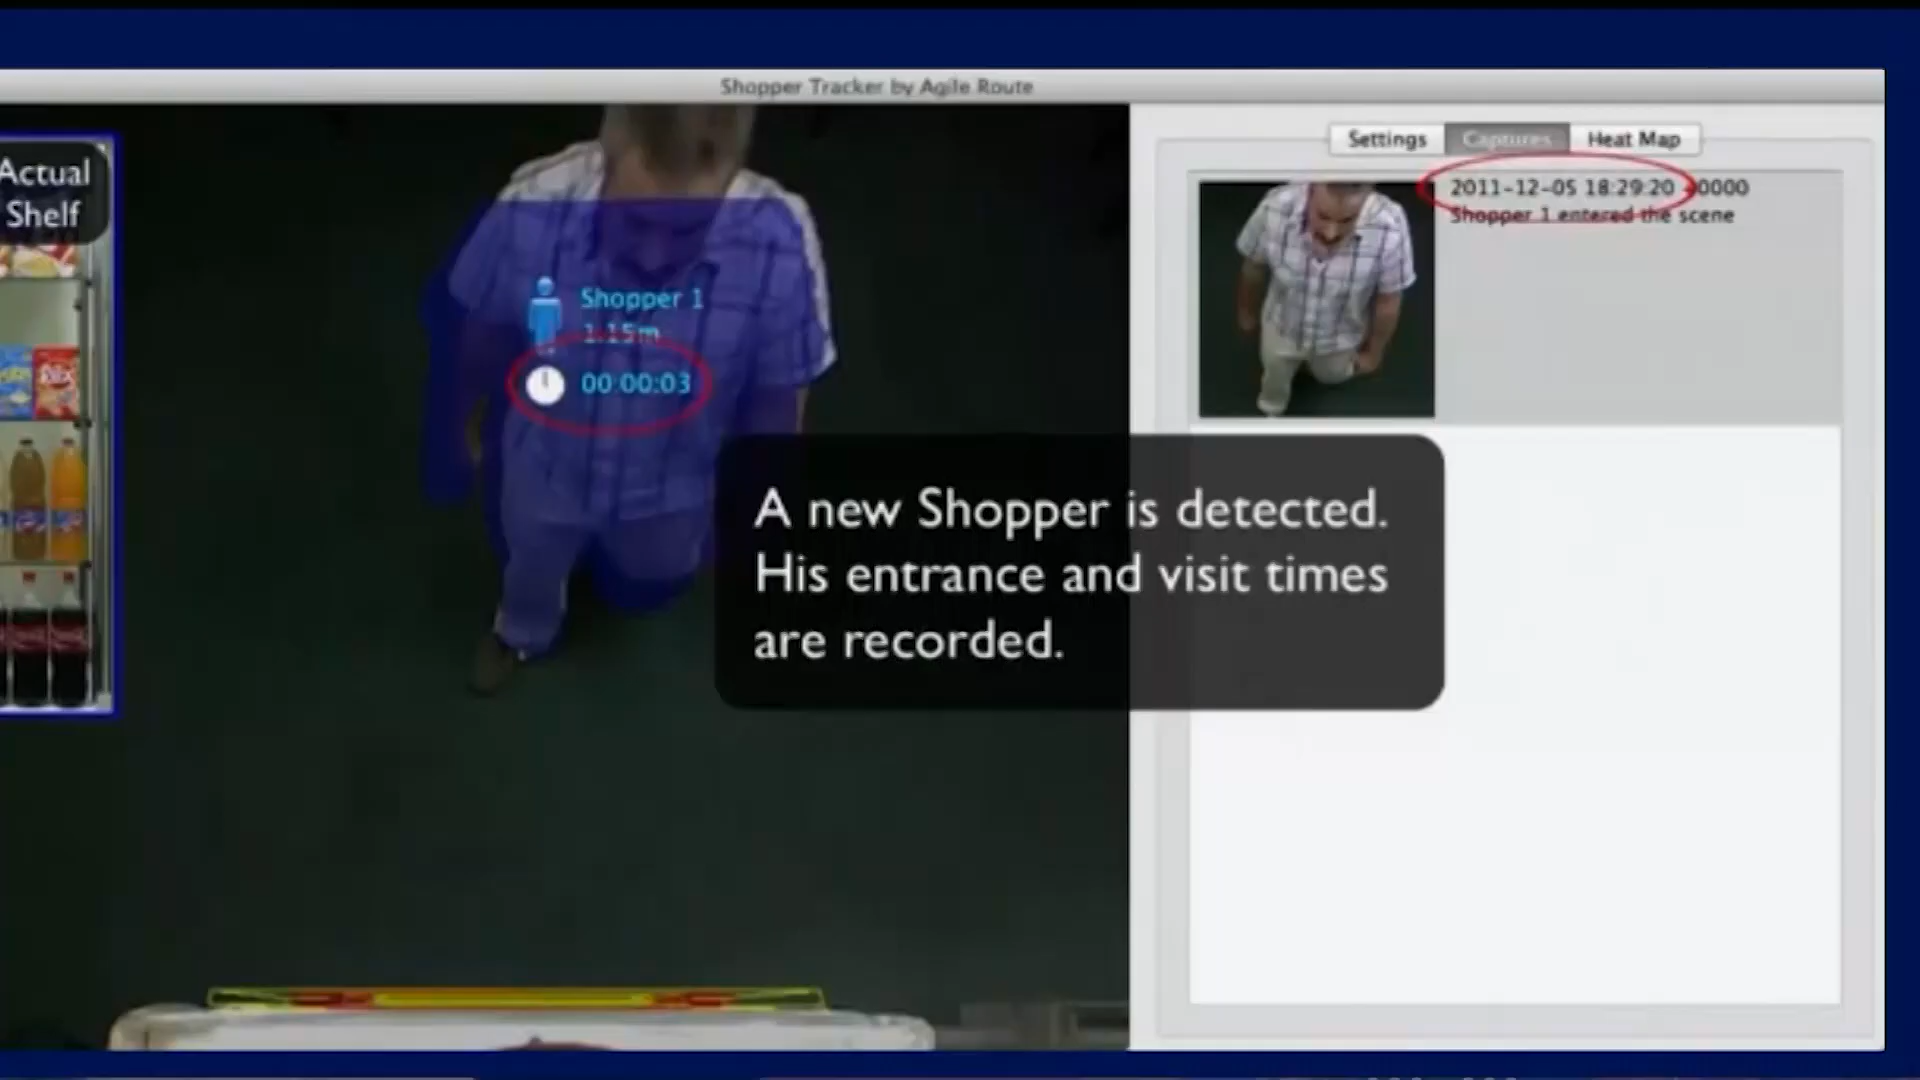 Shopper Tracker by Agile Route
Actual
Shelf
Settings
Captures
Heat Map
2011-12-05 18:29:20 +0000
Shopper 1 entered the scene
Shopper 1
1.15m
00:00:03
A new Shopper is detected.
His entrance and visit times
are recorded.